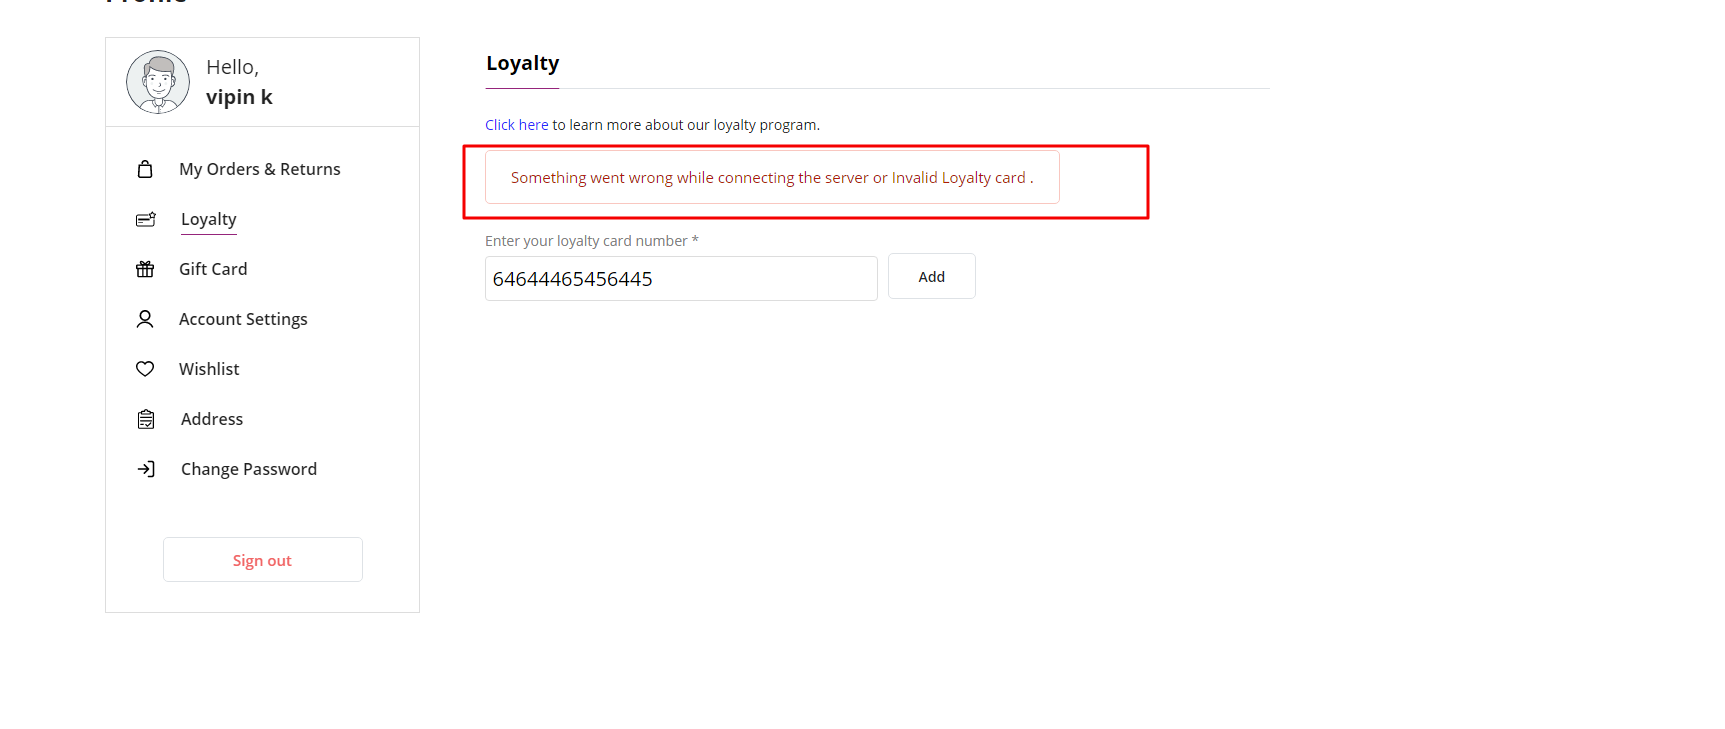 Profile
Hello,
vipin k
My Orders & Returns
Loyalty
Gift Card
Account Settings
Wishlist
Address
Change Password
Sign out
Loyalty
Click here to learn more about our loyalty program.
Something went wrong while connecting the server or Invalid Loyalty card .
Enter your loyalty card number *
64644465456445
Add